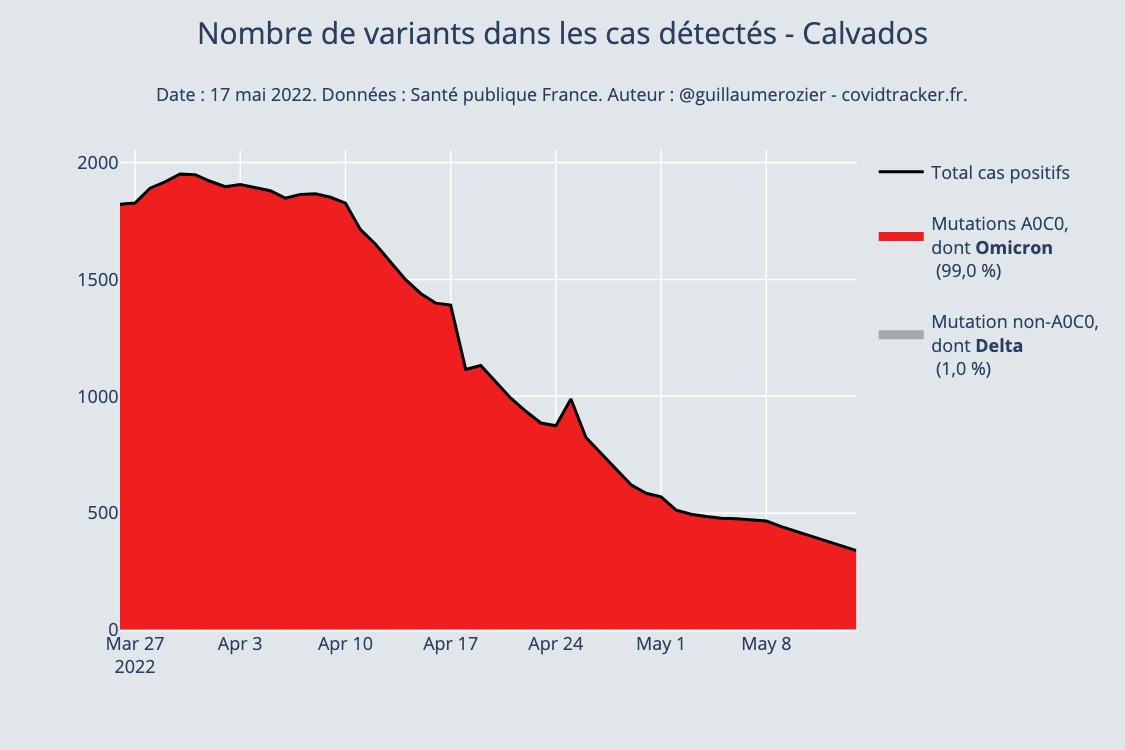 Nombre de variants dans les cas détectés - Calvados
Date : 17 mai 2022. Données : Santé publique France. Auteur : @guillaumerozier - covidtracker.fr.
2000
1500
1000
500
0
Mar 27
2022
Apr 3
Apr 10
Apr 17
Apr 24
May 1
May 8
Total cas positifs
Mutations A0C0,
dont Omicron
(99,0 %)
Mutation non-A0C0,
dont Delta
(1,0 %)